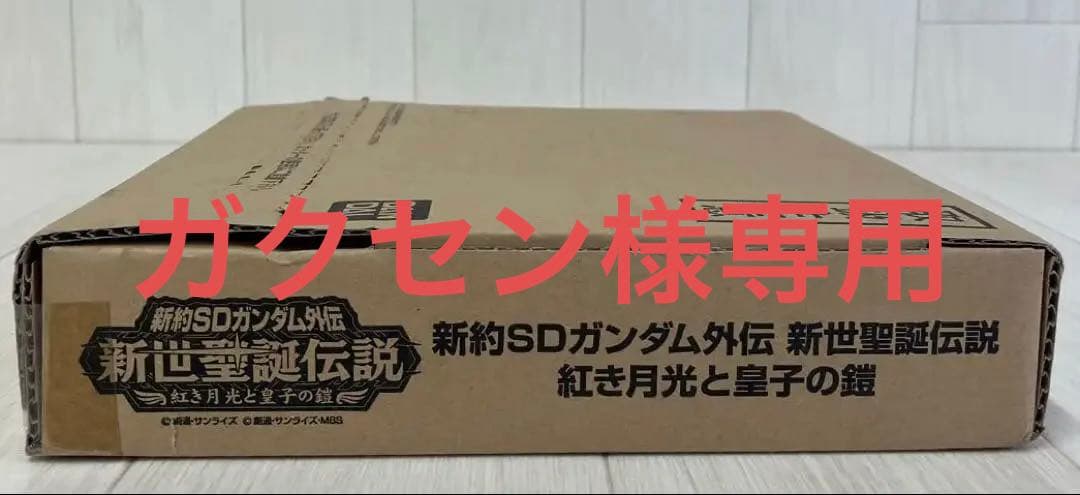 ガクセン様専用
新約SDガンダム外伝
新世聖誕伝説
紅き月光と皇子の鎧
©創通・サンライズ ©創通・サンライズ・MBS
新約SDガンダム外伝 新世聖誕伝説
紅き月光と皇子の鎧